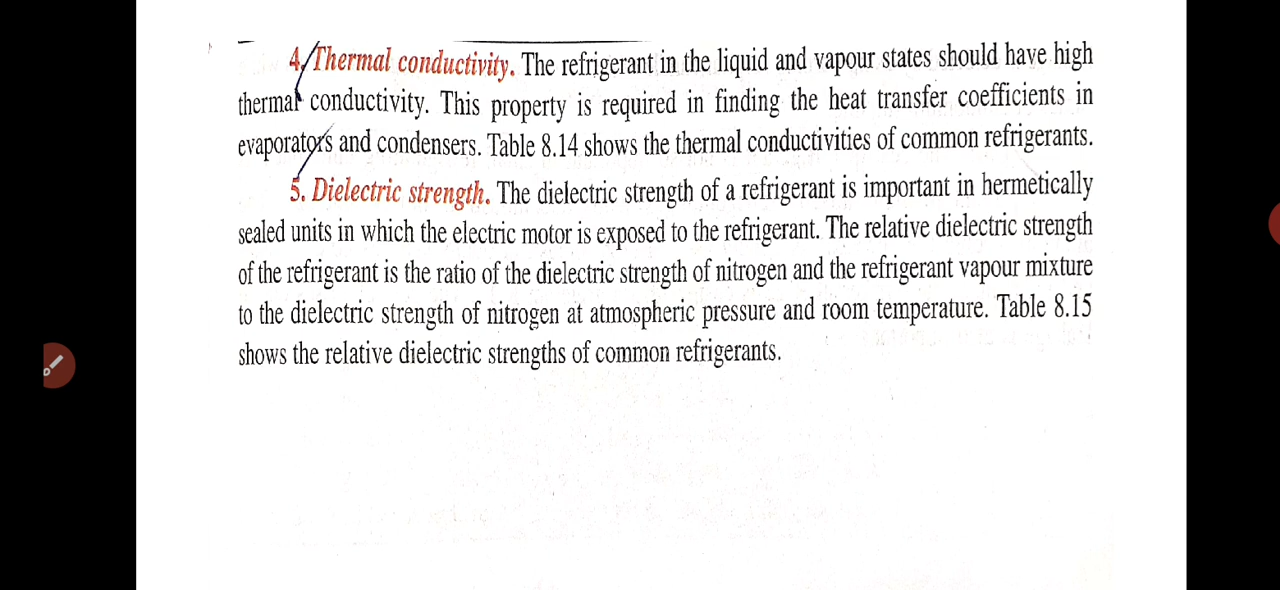 4. Thermal conductivity. The refrigerant in the liquid and vapour states should have high
thermal conductivity. This property is required in finding the heat transfer coefficients in
evaporators and condensers. Table 8.14 shows the thermal conductivities of common refrigerants.
5. Dielectric strength. The dielectric strength of a refrigerant is important in hermetically
sealed units in which the electric motor is exposed to the refrigerant. The relative dielectric strength
of the refrigerant is the ratio of the dielectric strength of nitrogen and the refrigerant vapour mixture
to the dielectric strength of nitrogen at atmospheric pressure and room temperature. Table 8.15
shows the relative dielectric strengths of common refrigerants.